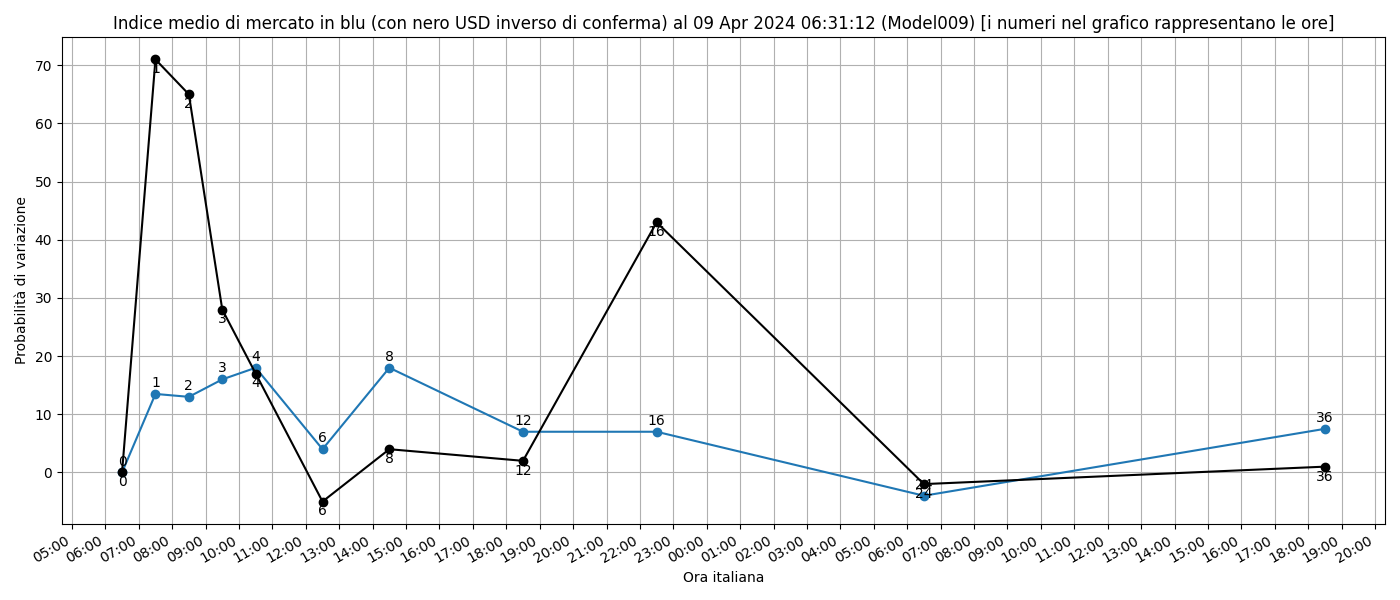 Indice medio di mercato in blu (con nero USD inverso di conferma) al 09 Apr 2024 06:31:12 (Model009) [i numeri nel grafico rappresentano le ore]
Probabilità di variazione
70
60
50
40
30
20
10
0
0 1 2 3 4 6 8 12 16 24 36
0 1 2 3 4 6 8 12 16 24 36
05:00 06:00 07:00 08:00 09:00 10:00 11:00 12:00 13:00 14:00 15:00 16:00 17:00 18:00 19:00 20:00 21:00 22:00 23:00 00:00 01:00 02:00 03:00 04:00 05:00 06:00 07:00 08:00 09:00 10:00 11:00 12:00 13:00 14:00 15:00 16:00 17:00 18:00 19:00 20:00
Ora italiana